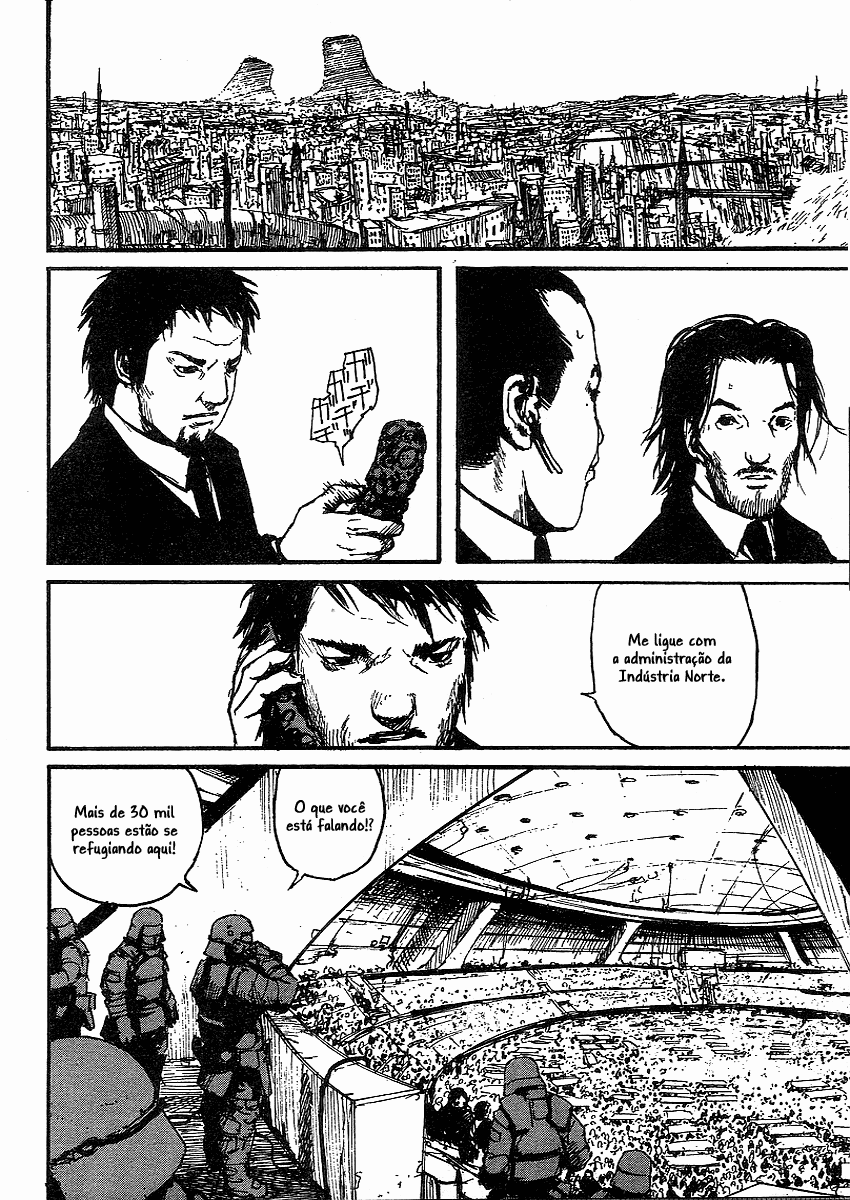 Me ligue com
a administração da
Indústria Norte.
O que você
está falando!?
Mais de 30 mil
pessoas estão se
refugiando aqui!